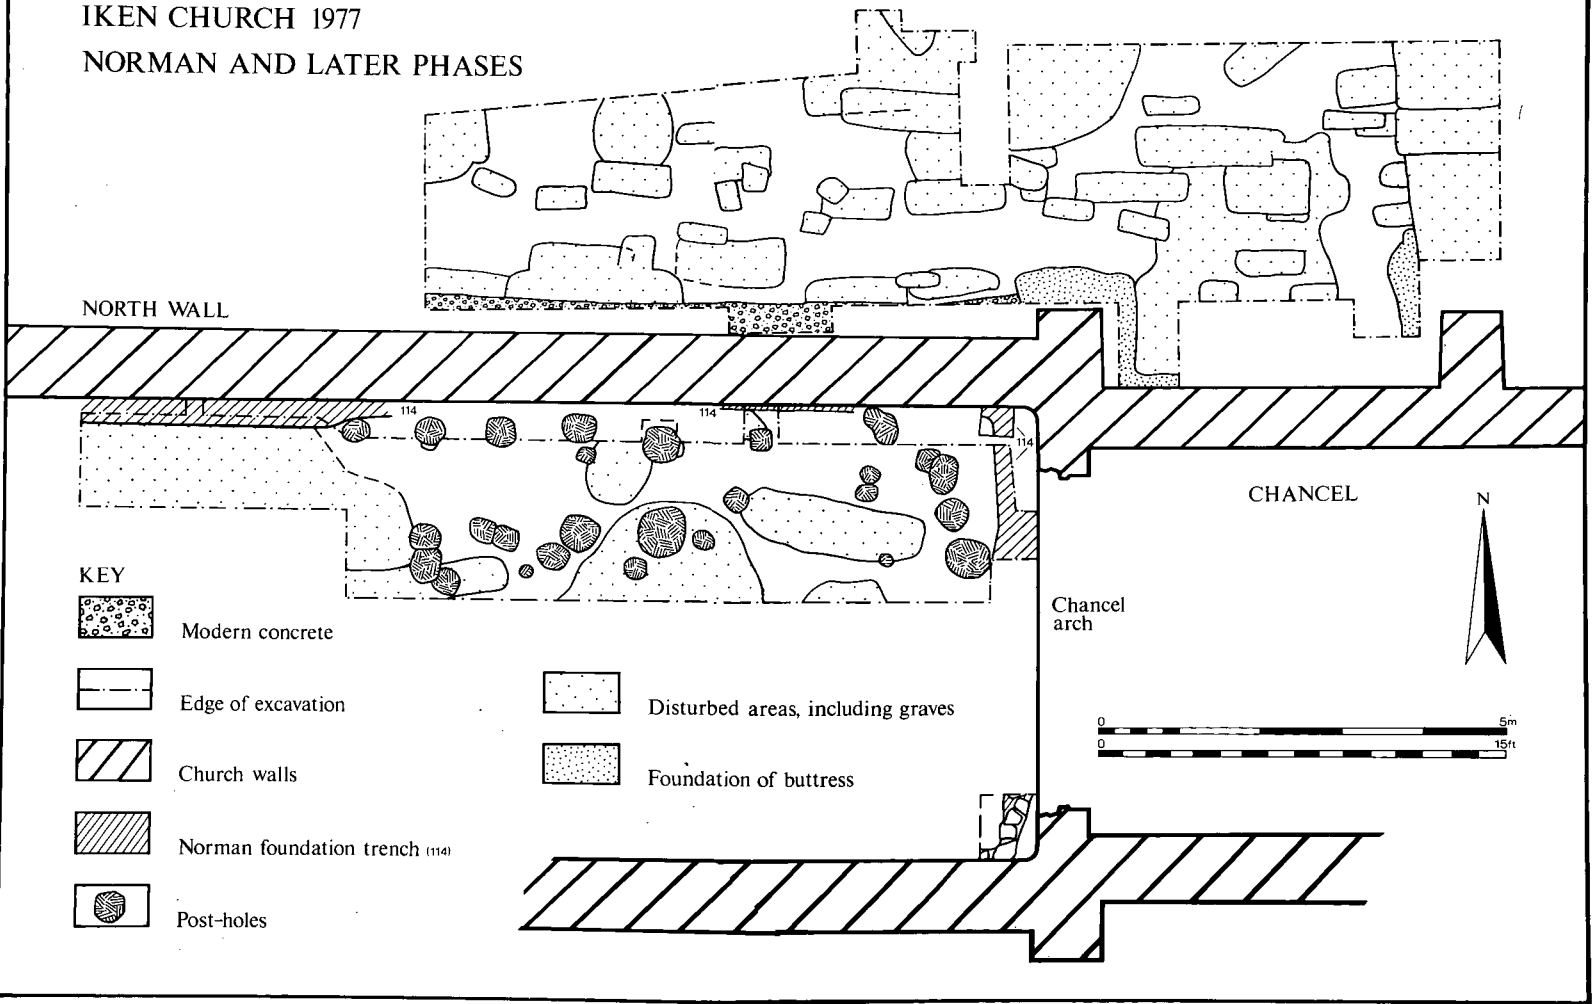 IKEN CHURCH 1977
NORMAN AND LATER PHASES
NORTH WALL
114
114
114
CHANCEL
N
KEY
Modern concrete
Edge of excavation
Church walls
Norman foundation trench (114)
Post-holes
Disturbed areas, including graves
Foundation of buttress
Chancel
arch
0 5m
0 15ft